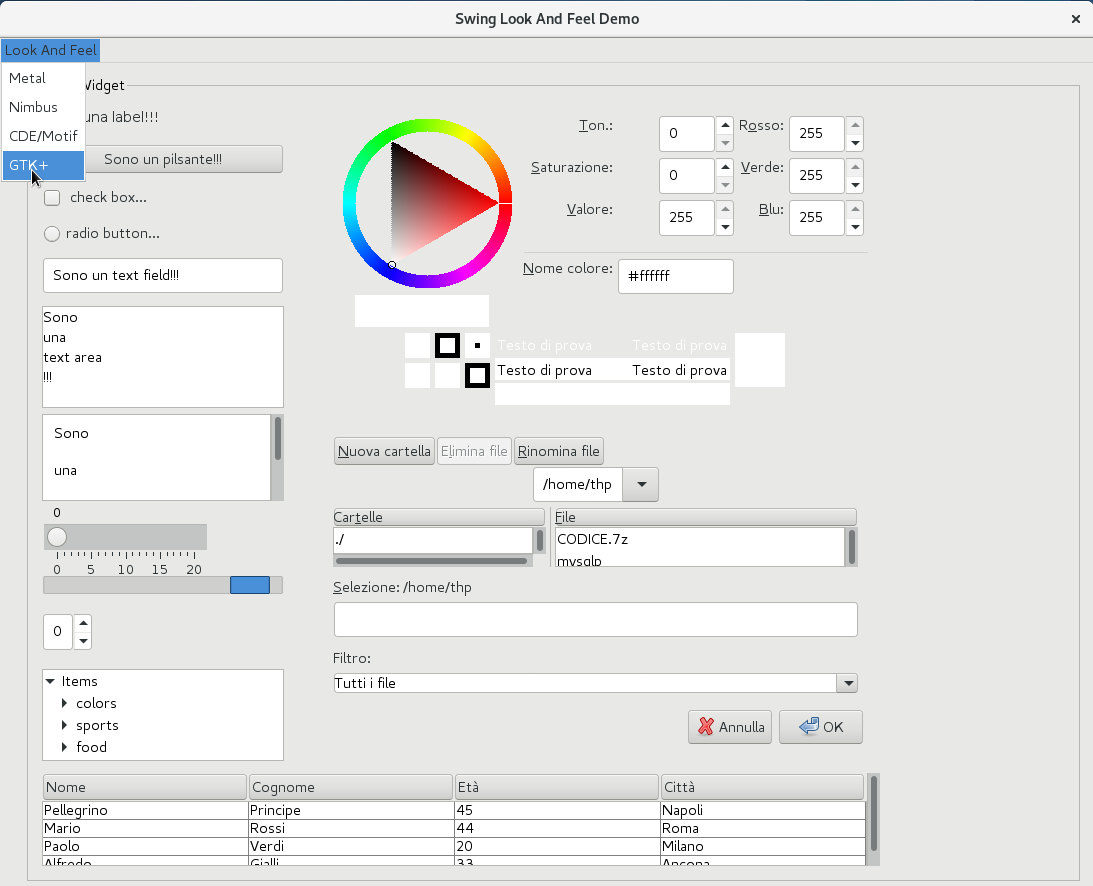 Swing Look And Feel Demo
Look And Feel
Metal
Nimbus
CDE/Motif
GTK+
Widget
una label!!!
Sono un pilsante!!!
check box...
radio button...
Sono un text field!!!
Sono
una
text area
!!!
Sono
una
0
0 5 10 15 20
0
Items
colors
sports
food
Ton.: 0 Rosso: 255
Saturazione: 0 Verde: 255
Valore: 255 Blu: 255
Nome colore: #ffffff
Testo di prova Testo di prova
Testo di prova Testo di prova
Nuova cartella Elimina file Rinomina file
/home/thp
Cartelle File
./ CODICE.7z
mysqlp
Selezione: /home/thp
Filtro:
Tutti i file
Annulla OK
Nome Cognome Età Città
Pellegrino Principe 45 Napoli
Mario Rossi 44 Roma
Paolo Verdi 20 Milano
Alfredo Gialli 33 Ancona